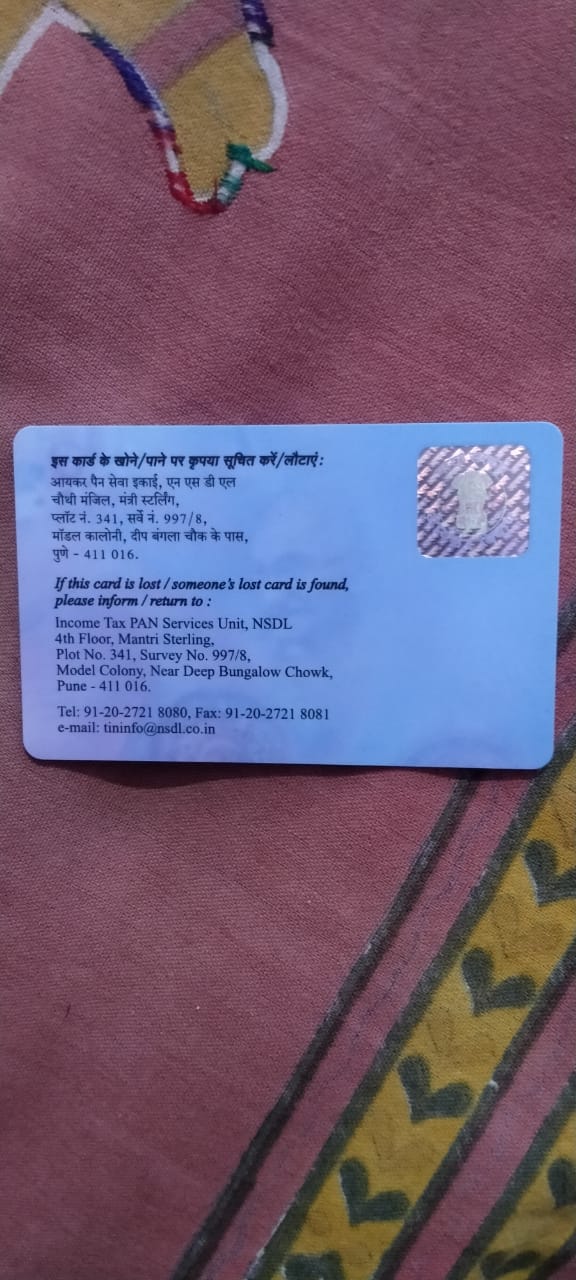 इस कार्ड के खोने/पाने पर कृपया सूचित करें/लौटाएं :
आयकर पैन सेवा इकाई, एन एस डी एल
चौथी मंजिल, मंत्री स्टर्लिंग,
प्लॉट नं. 341, सर्वे नं. 997/8,
मॉडल कालोनी, दीप बंगला चौक के पास,
पुणे - 411 016.
If this card is lost / someone's lost card is found,
please inform / return to :
Income Tax PAN Services Unit, NSDL
4th Floor, Mantri Sterling,
Plot No. 341, Survey No. 997/8,
Model Colony, Near Deep Bungalow Chowk,
Pune - 411 016.
Tel: 91-20-2721 8080, Fax: 91-20-2721 8081
e-mail: tininfo@nsdl.co.in